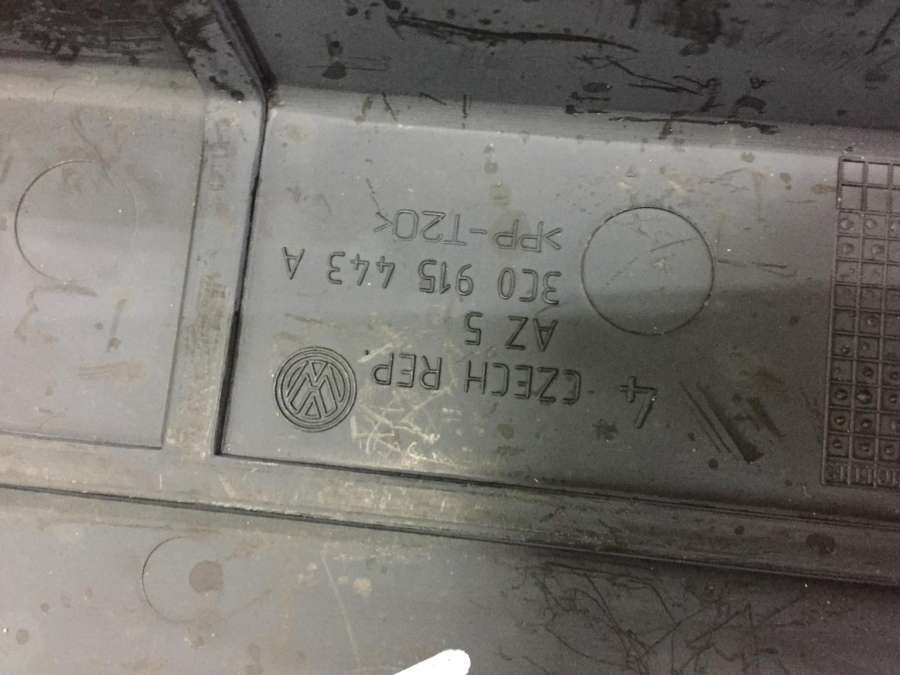 4 CZECH REP.
AZ 5
3C0 915 443 A
>PP-T20<